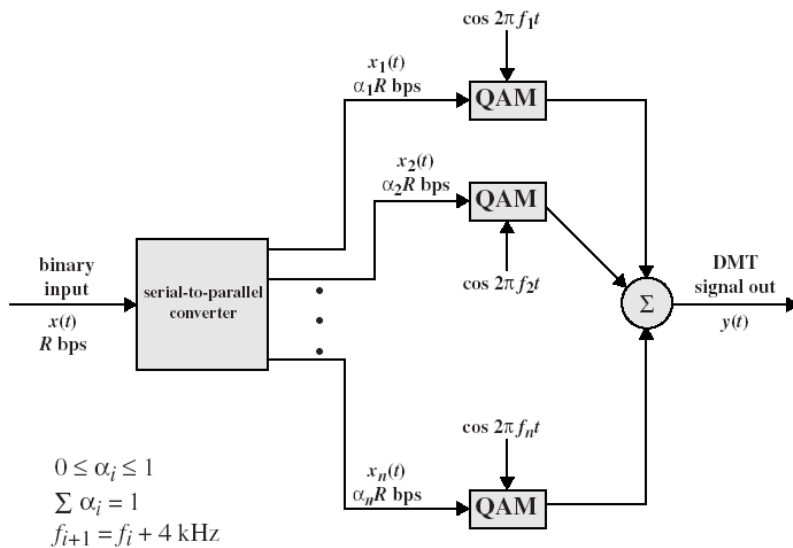 cos 2π f₁t
x₁(t)
α₁R bps
QAM
x₂(t)
α₂R bps
QAM
cos 2π f₂t
binary
input
x(t)
R bps
serial-to-parallel
converter
Σ
DMT
signal out
y(t)
cos 2π fₙt
xₙ(t)
αₙR bps
QAM
0 ≤ αᵢ ≤ 1
Σ αᵢ = 1
fᵢ₊₁ = fᵢ + 4 kHz